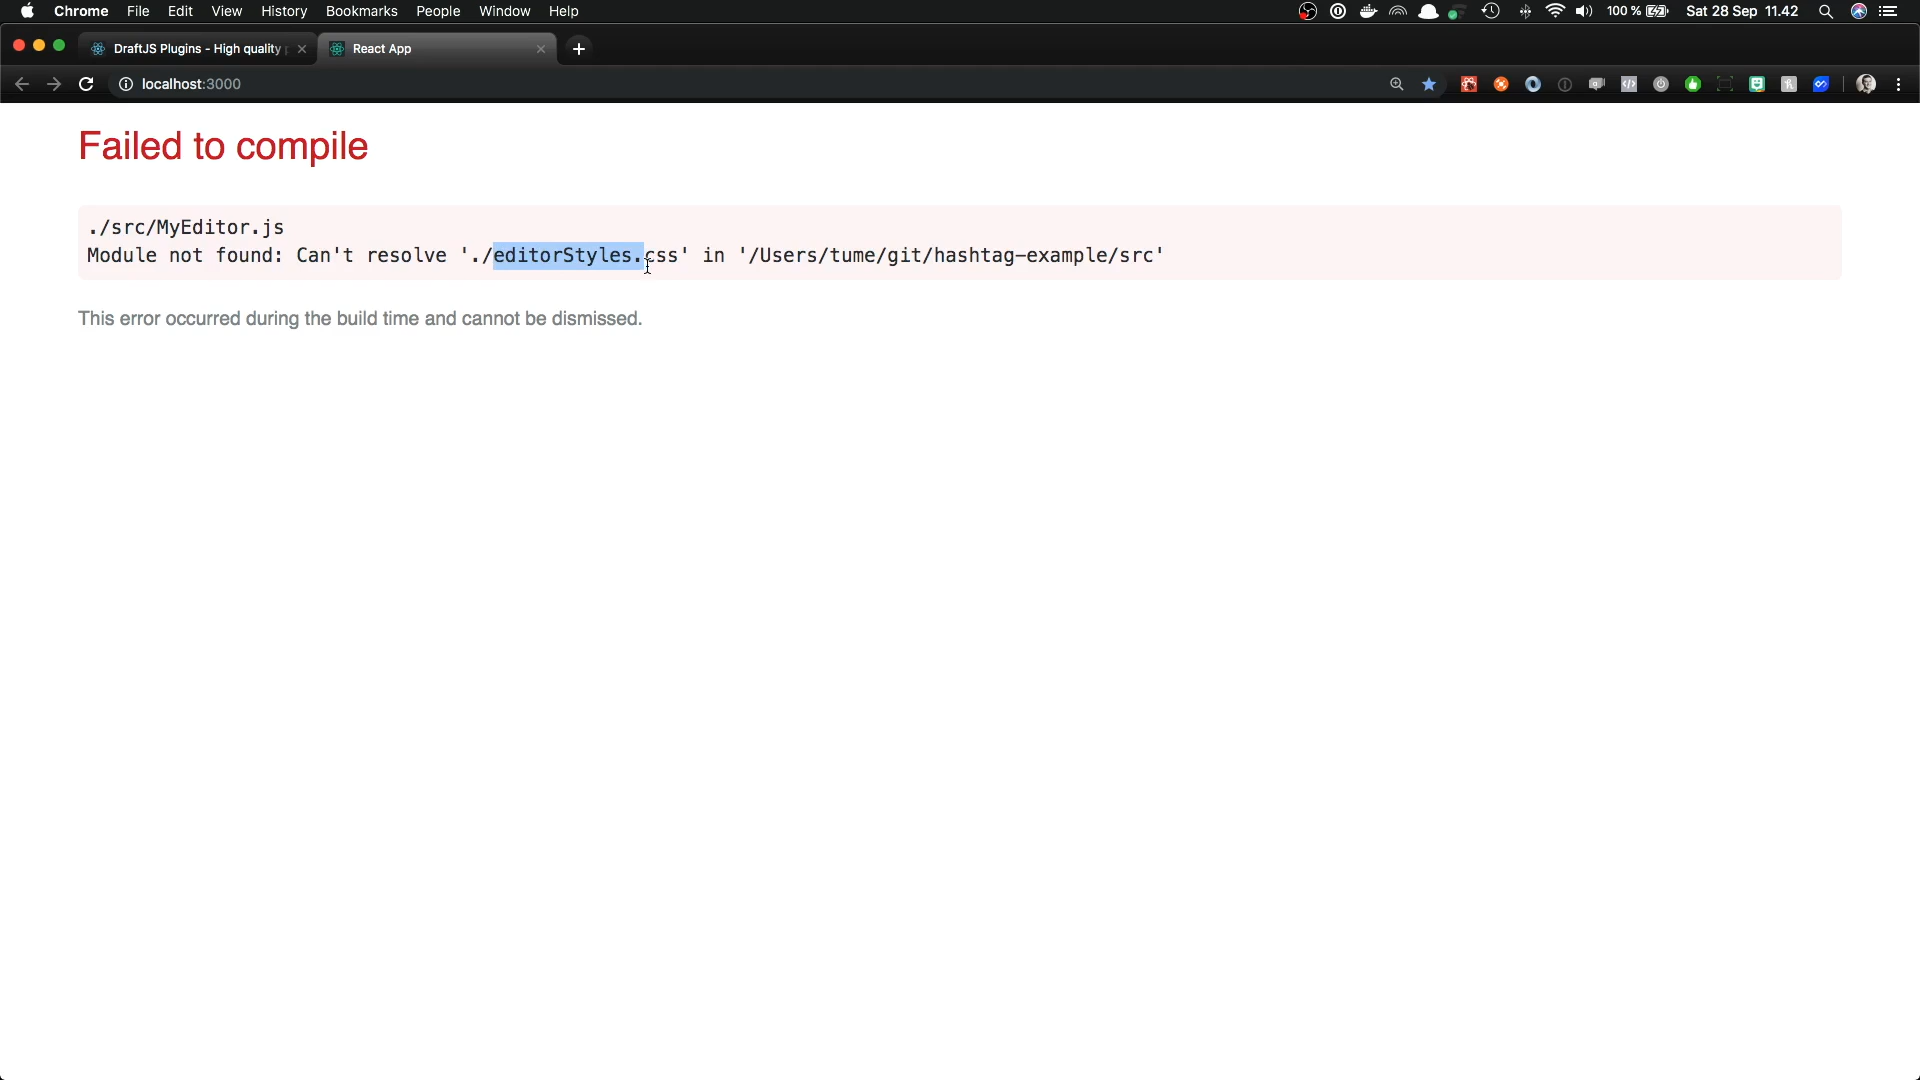 Chrome File Edit View History Bookmarks People Window Help 100 % Sat 28 Sep 11.42
DraftJS Plugins - High quality React App
localhost:3000
Failed to compile
./src/MyEditor.js
Module not found: Can't resolve './editorStyles.css' in '/Users/tume/git/hashtag-example/src'
This error occurred during the build time and cannot be dismissed.